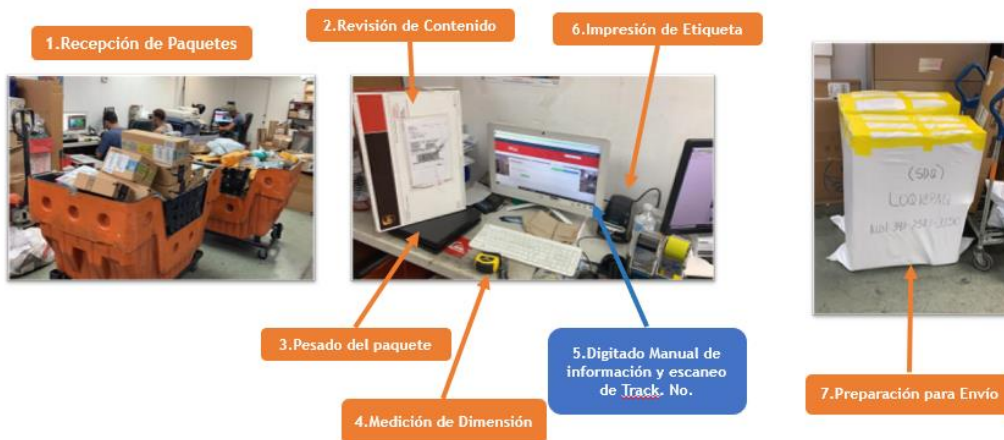 1.Recepción de Paquetes
2.Revisión de Contenido
6.Impresión de Etiqueta
(SDQ)
3.Pesado del paquete
5.Digitado Manual de
información y escaneo
de Track. No.
4.Medición de Dimensión
7.Preparación para Envío